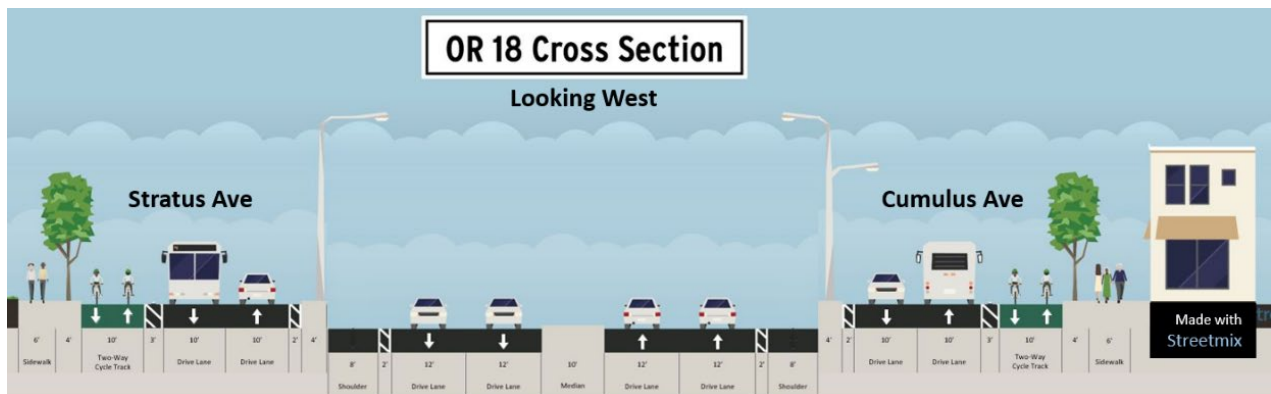 OR 18 Cross Section
Looking West
Stratus Ave
Cumulus Ave
6' 4' 10' 3' 10' 10' 2' 4'
Sidewalk Two-Way Cycle Track Drive Lane Drive Lane
8' 2' 12' 12' 10' 12' 12' 2' 8'
Shoulder Drive Lane Drive Lane Median Drive Lane Drive Lane Shoulder
4' 2' 10' 10' 3' 10' 4' 6'
Drive Lane Drive Lane Two-Way Cycle Track Sidewalk
Made with
Streetmix